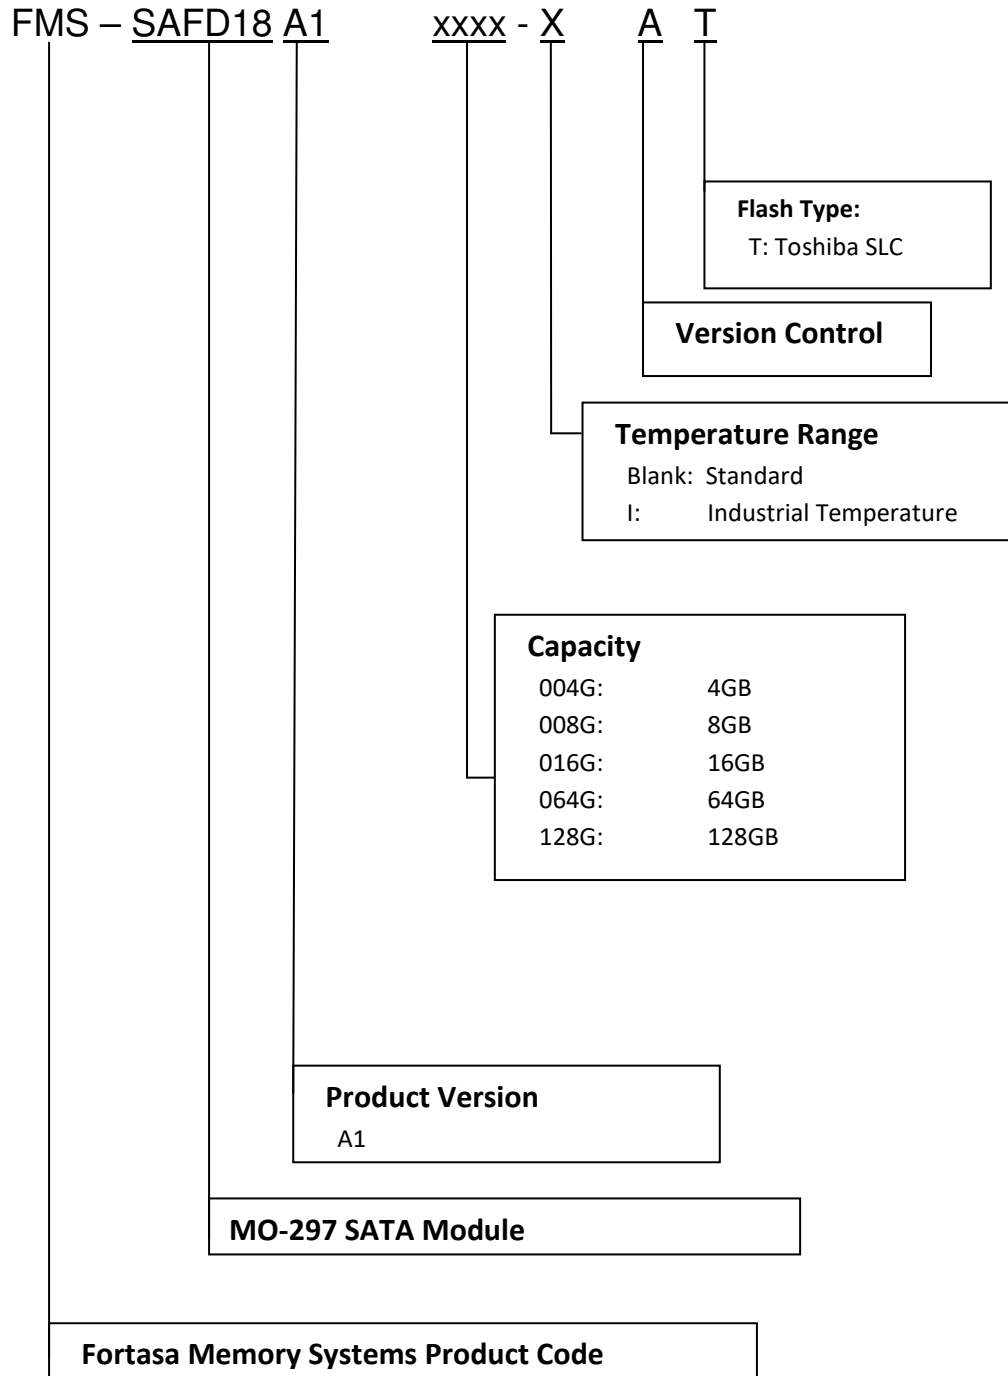 FMS – SAFD18 A1 xxxx - X A T
Flash Type:
T: Toshiba SLC
Version Control
Temperature Range
Blank: Standard
I: Industrial Temperature
Capacity
004G: 4GB
008G: 8GB
016G: 16GB
064G: 64GB
128G: 128GB
Product Version
A1
MO-297 SATA Module
Fortasa Memory Systems Product Code